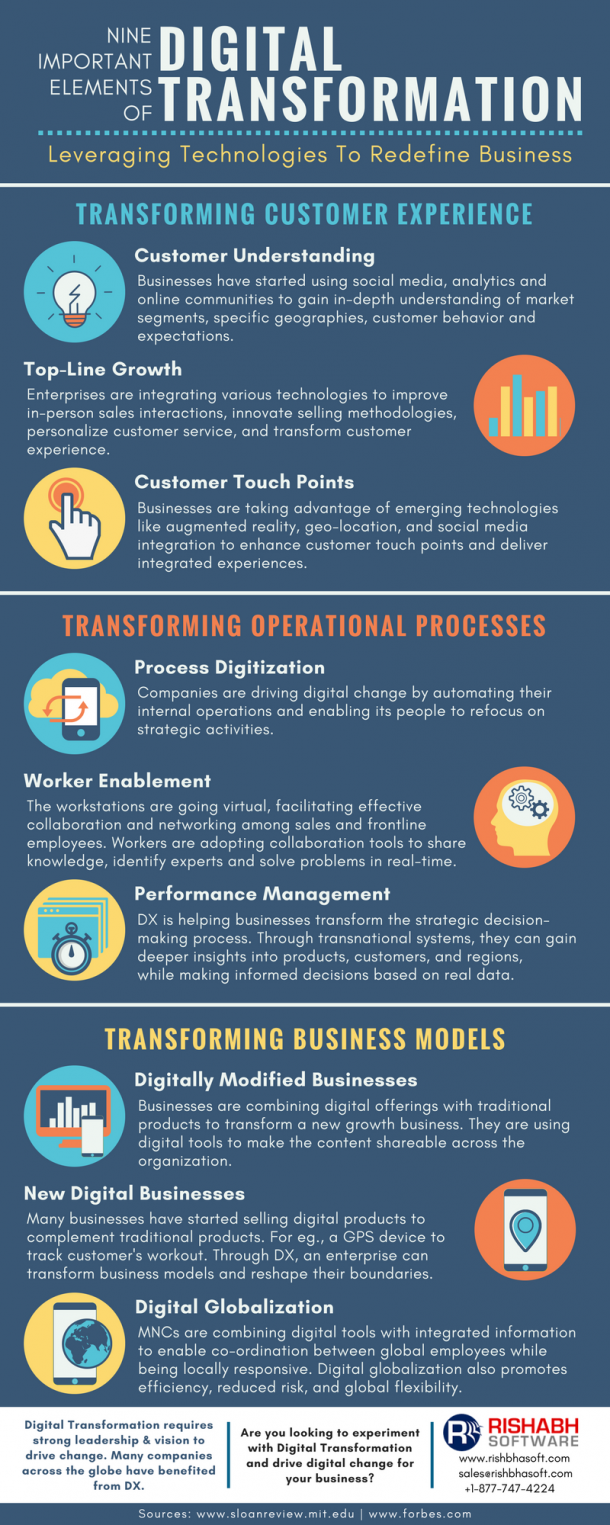 NINE
IMPORTANT
ELEMENTS
OF
DIGITAL
TRANSFORMATION
Leveraging Technologies To Redefine Business
TRANSFORMING CUSTOMER EXPERIENCE
Customer Understanding
Businesses have started using social media, analytics and
online communities to gain in-depth understanding of market
segments, specific geographies, customer behavior and
expectations.
Top-Line Growth
Enterprises are integrating various technologies to improve
in-person sales interactions, innovate selling methodologies,
personalize customer service, and transform customer
experience.
Customer Touch Points
Businesses are taking advantage of emerging technologies
like augmented reality, geo-location, and social media
integration to enhance customer touch points and deliver
integrated experiences.
TRANSFORMING OPERATIONAL PROCESSES
Process Digitization
Companies are driving digital change by automating their
internal operations and enabling its people to refocus on
strategic activities.
Worker Enablement
The workstations are going virtual, facilitating effective
collaboration and networking among sales and frontline
employees. Workers are adopting collaboration tools to share
knowledge, identify experts and solve problems in real-time.
Performance Management
DX is helping businesses transform the strategic decision-
making process. Through transnational systems, they can gain
deeper insights into products, customers, and regions,
while making informed decisions based on real data.
TRANSFORMING BUSINESS MODELS
Digitally Modified Businesses
Businesses are combining digital offerings with traditional
products to transform a new growth business. They are using
digital tools to make the content shareable across the
organization.
New Digital Businesses
Many businesses have started selling digital products to
complement traditional products. For eg., a GPS device to
track customer's workout. Through DX, an enterprise can
transform business models and reshape their boundaries.
Digital Globalization
MNCs are combining digital tools with integrated information
to enable co-ordination between global employees while
being locally responsive. Digital globalization also promotes
efficiency, reduced risk, and global flexibility.
Digital Transformation requires
strong leadership & vision to
drive change. Many companies
across the globe have benefited
from DX.
Are you looking to experiment
with Digital Transformation
and drive digital change for
your business?
R RISHABH
SOFTWARE
www.rishbhasoft.com
sales@rishbhasoft.com
+1-877-747-4224
Sources: www.sloanreview.mit.edu | www.forbes.com